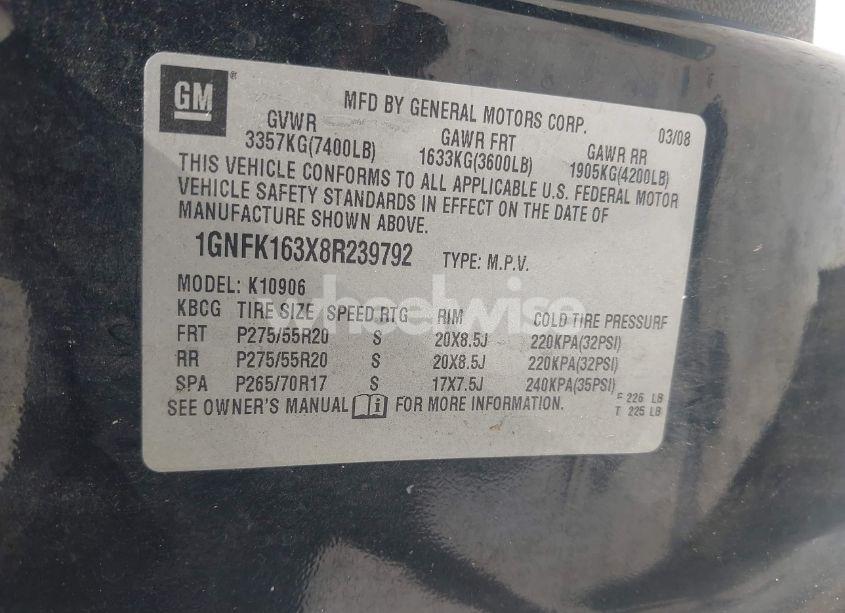 GM ®
MFD BY GENERAL MOTORS CORP. 03/08
GVWR GAWR FRT GAWR RR
3357KG(7400LB) 1633KG(3600LB) 1905KG(4200LB)
THIS VEHICLE CONFORMS TO ALL APPLICABLE U.S. FEDERAL MOTOR
VEHICLE SAFETY STANDARDS IN EFFECT ON THE DATE OF
MANUFACTURE SHOWN ABOVE.
1GNFK163X8R239792 TYPE: M.P.V.
MODEL: K10906
wheelwise
KBCG TIRE SIZE SPEED RTG RIM COLD TIRE PRESSURE
FRT P275/55R20 S 20X8.5J 220KPA(32PSI)
RR P275/55R20 S 20X8.5J 220KPA(32PSI)
SPA P265/70R17 S 17X7.5J 240KPA(35PSI)
SEE OWNER'S MANUAL i FOR MORE INFORMATION.
F 226 LB
T 225 LB